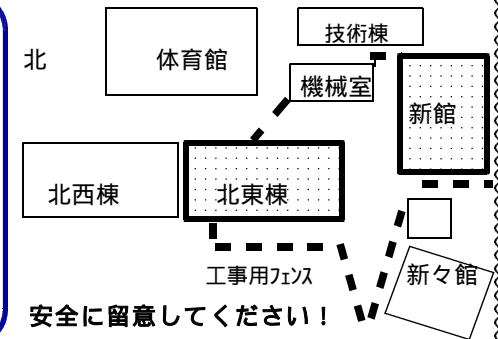 技術棟
北
体育館
機械室
新館
北西棟
北東棟
工事用ﾌｪﾝｽ
新々館
安全に留意してください！